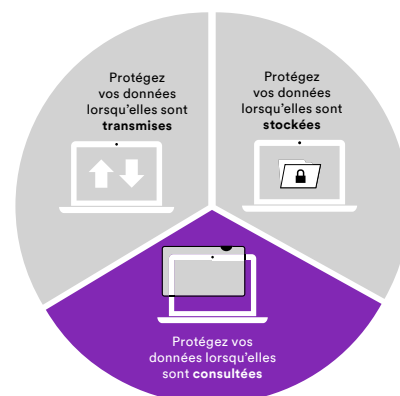 Protégez
vos données
lorsqu'elles sont
transmises
Protégez
vos données
lorsqu'elles sont
stockées
Protégez vos
données lorsqu'elles
sont consultées